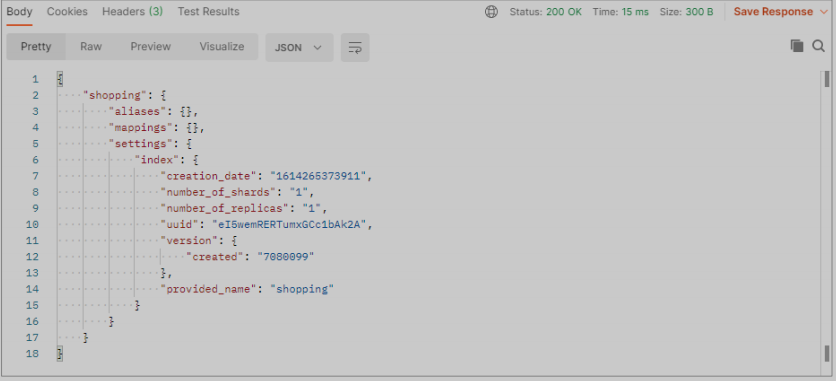 Body Cookies Headers (3) Test Results Status: 200 OK Time: 15 ms Size: 300 B Save Response
Pretty Raw Preview Visualize JSON
1 {
2 "shopping": {
3 "aliases": {},
4 "mappings": {},
5 "settings": {
6 "index": {
7 "creation_date": "1614265373911",
8 "number_of_shards": "1",
9 "number_of_replicas": "1",
10 "uuid": "eI5wemRERTumxGCc1bAk2A",
11 "version": {
12 "created": "7080099"
13 },
14 "provided_name": "shopping"
15 }
16 }
17 }
18 }